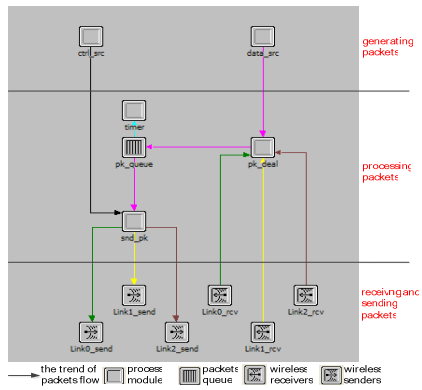 ctrl_src
data_src
generating
packets
timer
pk_queue
pk_deal
processing
packets
snd_pk
Link1_send
Link0_rcv
Link2_rcv
receivng and
sending
packets
Link0_send
Link2_send
Link1_rcv
the trend of
packets flow
process
module
packets
queue
wireless
receivers
wireless
senders